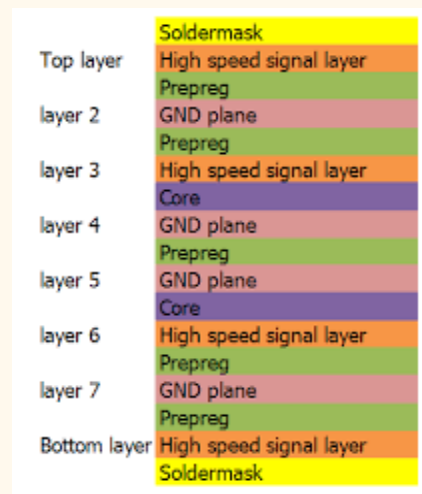 Soldermask
Top layer High speed signal layer
Prepreg
layer 2 GND plane
Prepreg
layer 3 High speed signal layer
Core
layer 4 GND plane
Prepreg
layer 5 GND plane
Core
layer 6 High speed signal layer
Prepreg
layer 7 GND plane
Prepreg
Bottom layer High speed signal layer
Soldermask